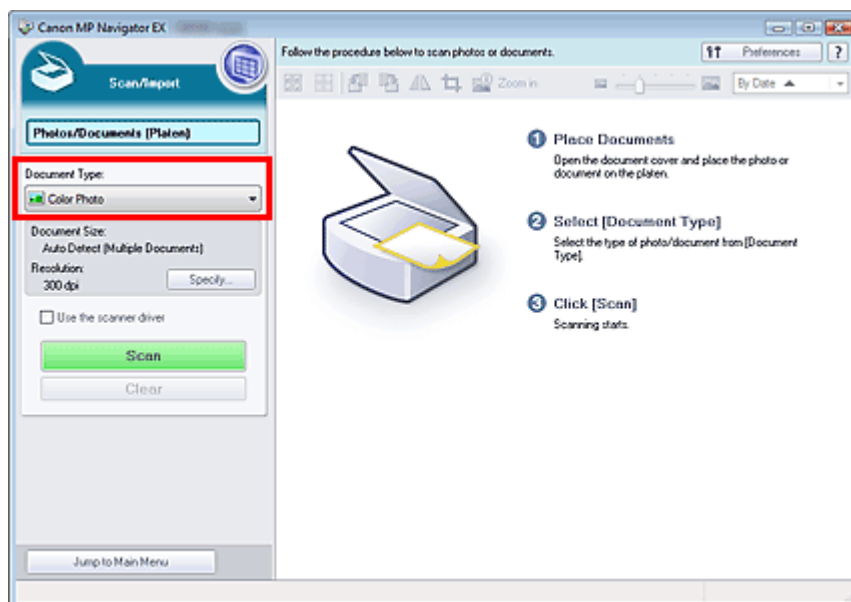 Canon MP Navigator EX
Scan/Import
Follow the procedure below to scan photos or documents.
Preferences
?
Photos/Documents (Platen)
Zoom in
By Date
Document Type:
Color Photo
Document Size:
Auto Detect (Multiple Documents)
Resolution:
300 dpi
Specify...
Use the scanner driver
Scan
Clear
1 Place Documents
Open the document cover and place the photo or
document on the platen.
2 Select [Document Type]
Select the type of photo/document from [Document
Type].
3 Click [Scan]
Scanning starts.
Jump to Main Menu